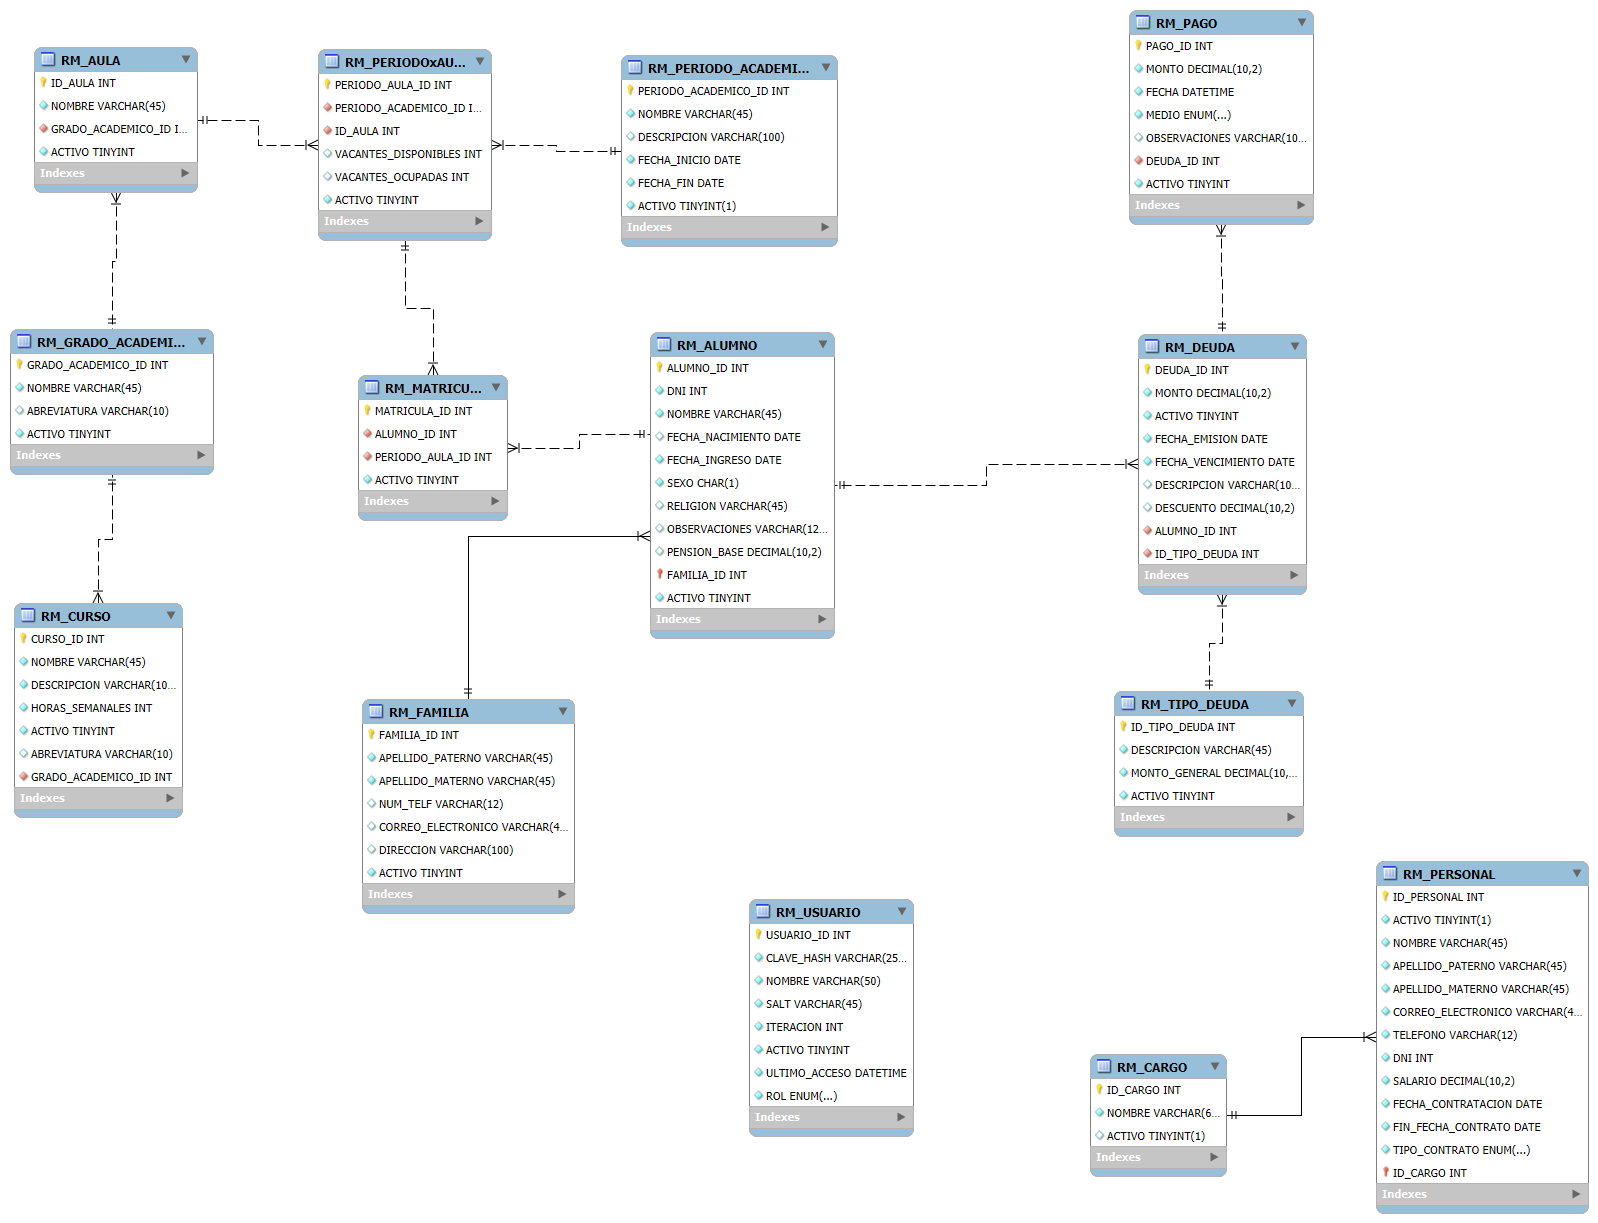 RM_AULA
ID_AULA INT
NOMBRE VARCHAR(45)
GRADO_ACADEMICO_ID I...
ACTIVO TINYINT
Indexes
RM_PERIODOxAU...
PERIODO_AULA_ID INT
PERIODO_ACADEMICO_ID I...
ID_AULA INT
VACANTES_DISPONIBLES INT
VACANTES_OCUPADAS INT
ACTIVO TINYINT
Indexes
RM_PERIODO_ACADEMI...
PERIODO_ACADEMICO_ID INT
NOMBRE VARCHAR(45)
DESCRIPCION VARCHAR(100)
FECHA_INICIO DATE
FECHA_FIN DATE
ACTIVO TINYINT(1)
Indexes
RM_PAGO
PAGO_ID INT
MONTO DECIMAL(10,2)
FECHA DATETIME
MEDIO ENUM(...)
OBSERVACIONES VARCHAR(10...
DEUDA_ID INT
ACTIVO TINYINT
Indexes
RM_GRADO_ACADEMI...
GRADO_ACADEMICO_ID INT
NOMBRE VARCHAR(45)
ABREVIATURA VARCHAR(10)
ACTIVO TINYINT
Indexes
RM_MATRICU...
MATRICULA_ID INT
ALUMNO_ID INT
PERIODO_AULA_ID INT
ACTIVO TINYINT
Indexes
RM_ALUMNO
ALUMNO_ID INT
DNI INT
NOMBRE VARCHAR(45)
FECHA_NACIMIENTO DATE
FECHA_INGRESO DATE
SEXO CHAR(1)
RELIGION VARCHAR(45)
OBSERVACIONES VARCHAR(12...
PENSION_BASE DECIMAL(10,2)
FAMILIA_ID INT
ACTIVO TINYINT
Indexes
RM_DEUDA
DEUDA_ID INT
MONTO DECIMAL(10,2)
ACTIVO TINYINT
FECHA_EMISION DATE
FECHA_VENCIMIENTO DATE
DESCRIPCION VARCHAR(10...
DESCUENTO DECIMAL(10,2)
ALUMNO_ID INT
ID_TIPO_DEUDA INT
Indexes
RM_CURSO
CURSO_ID INT
NOMBRE VARCHAR(45)
DESCRIPCION VARCHAR(10...
HORAS_SEMANALES INT
ACTIVO TINYINT
ABREVIATURA VARCHAR(10)
GRADO_ACADEMICO_ID INT
Indexes
RM_FAMILIA
FAMILIA_ID INT
APELLIDO_PATERNO VARCHAR(45)
APELLIDO_MATERNO VARCHAR(45)
NUM_TELF VARCHAR(12)
CORREO_ELECTRONICO VARCHAR(4...
DIRECCION VARCHAR(100)
ACTIVO TINYINT
Indexes
RM_TIPO_DEUDA
ID_TIPO_DEUDA INT
DESCRIPCION VARCHAR(45)
MONTO_GENERAL DECIMAL(10,...
ACTIVO TINYINT
Indexes
RM_USUARIO
USUARIO_ID INT
CLAVE_HASH VARCHAR(25...
NOMBRE VARCHAR(50)
SALT VARCHAR(45)
ITERACION INT
ACTIVO TINYINT
ULTIMO_ACCESO DATETIME
ROL ENUM(...)
Indexes
RM_CARGO
ID_CARGO INT
NOMBRE VARCHAR(6...
ACTIVO TINYINT(1)
Indexes
RM_PERSONAL
ID_PERSONAL INT
ACTIVO TINYINT(1)
NOMBRE VARCHAR(45)
APELLIDO_PATERNO VARCHAR(45)
APELLIDO_MATERNO VARCHAR(45)
CORREO_ELECTRONICO VARCHAR(4...
TELEFONO VARCHAR(12)
DNI INT
SALARIO DECIMAL(10,2)
FECHA_CONTRATACION DATE
FIN_FECHA_CONTRATO DATE
TIPO_CONTRATO ENUM(...)
ID_CARGO INT
Indexes